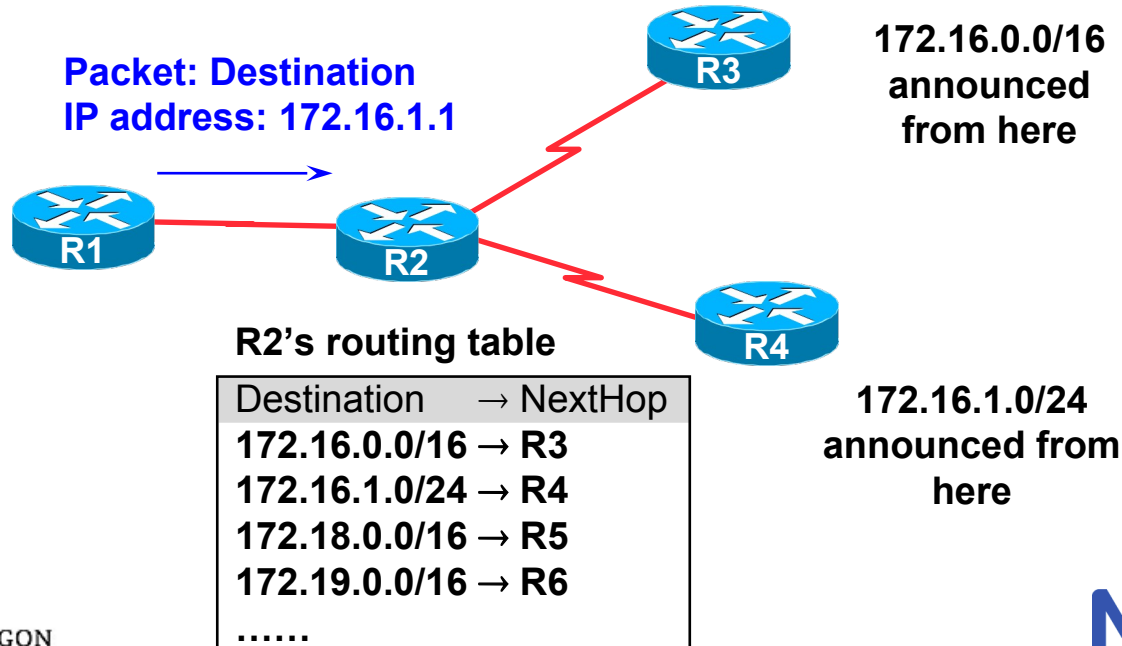 Packet: Destination
IP address: 172.16.1.1
R3
172.16.0.0/16
announced
from here
R1
R2
R4
172.16.1.0/24
announced from
here
R2’s routing table
Destination → NextHop
172.16.0.0/16 → R3
172.16.1.0/24 → R4
172.18.0.0/16 → R5
172.19.0.0/16 → R6
……
GON
N